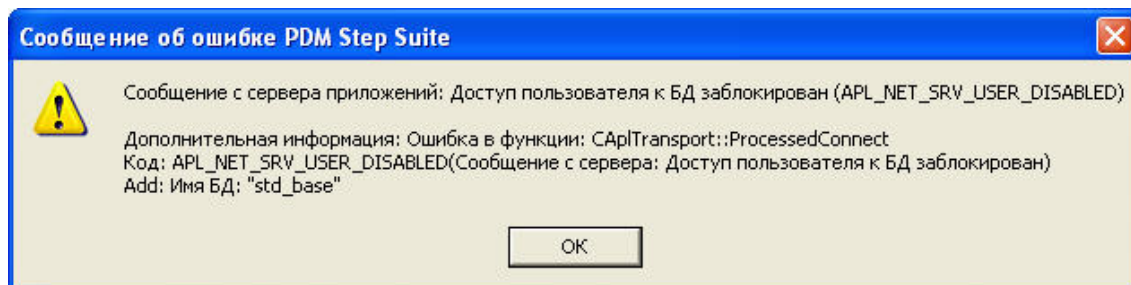 Сообщение об ошибке PDM Step Suite
Сообщение с сервера приложений: Доступ пользователя к БД заблокирован (APL_NET_SRV_USER_DISABLED)
Дополнительная информация: Ошибка в функции: CAplTransport::ProcessedConnect
Код: APL_NET_SRV_USER_DISABLED(Сообщение с сервера: Доступ пользователя к БД заблокирован)
Add: Имя БД: "std_base"
OK